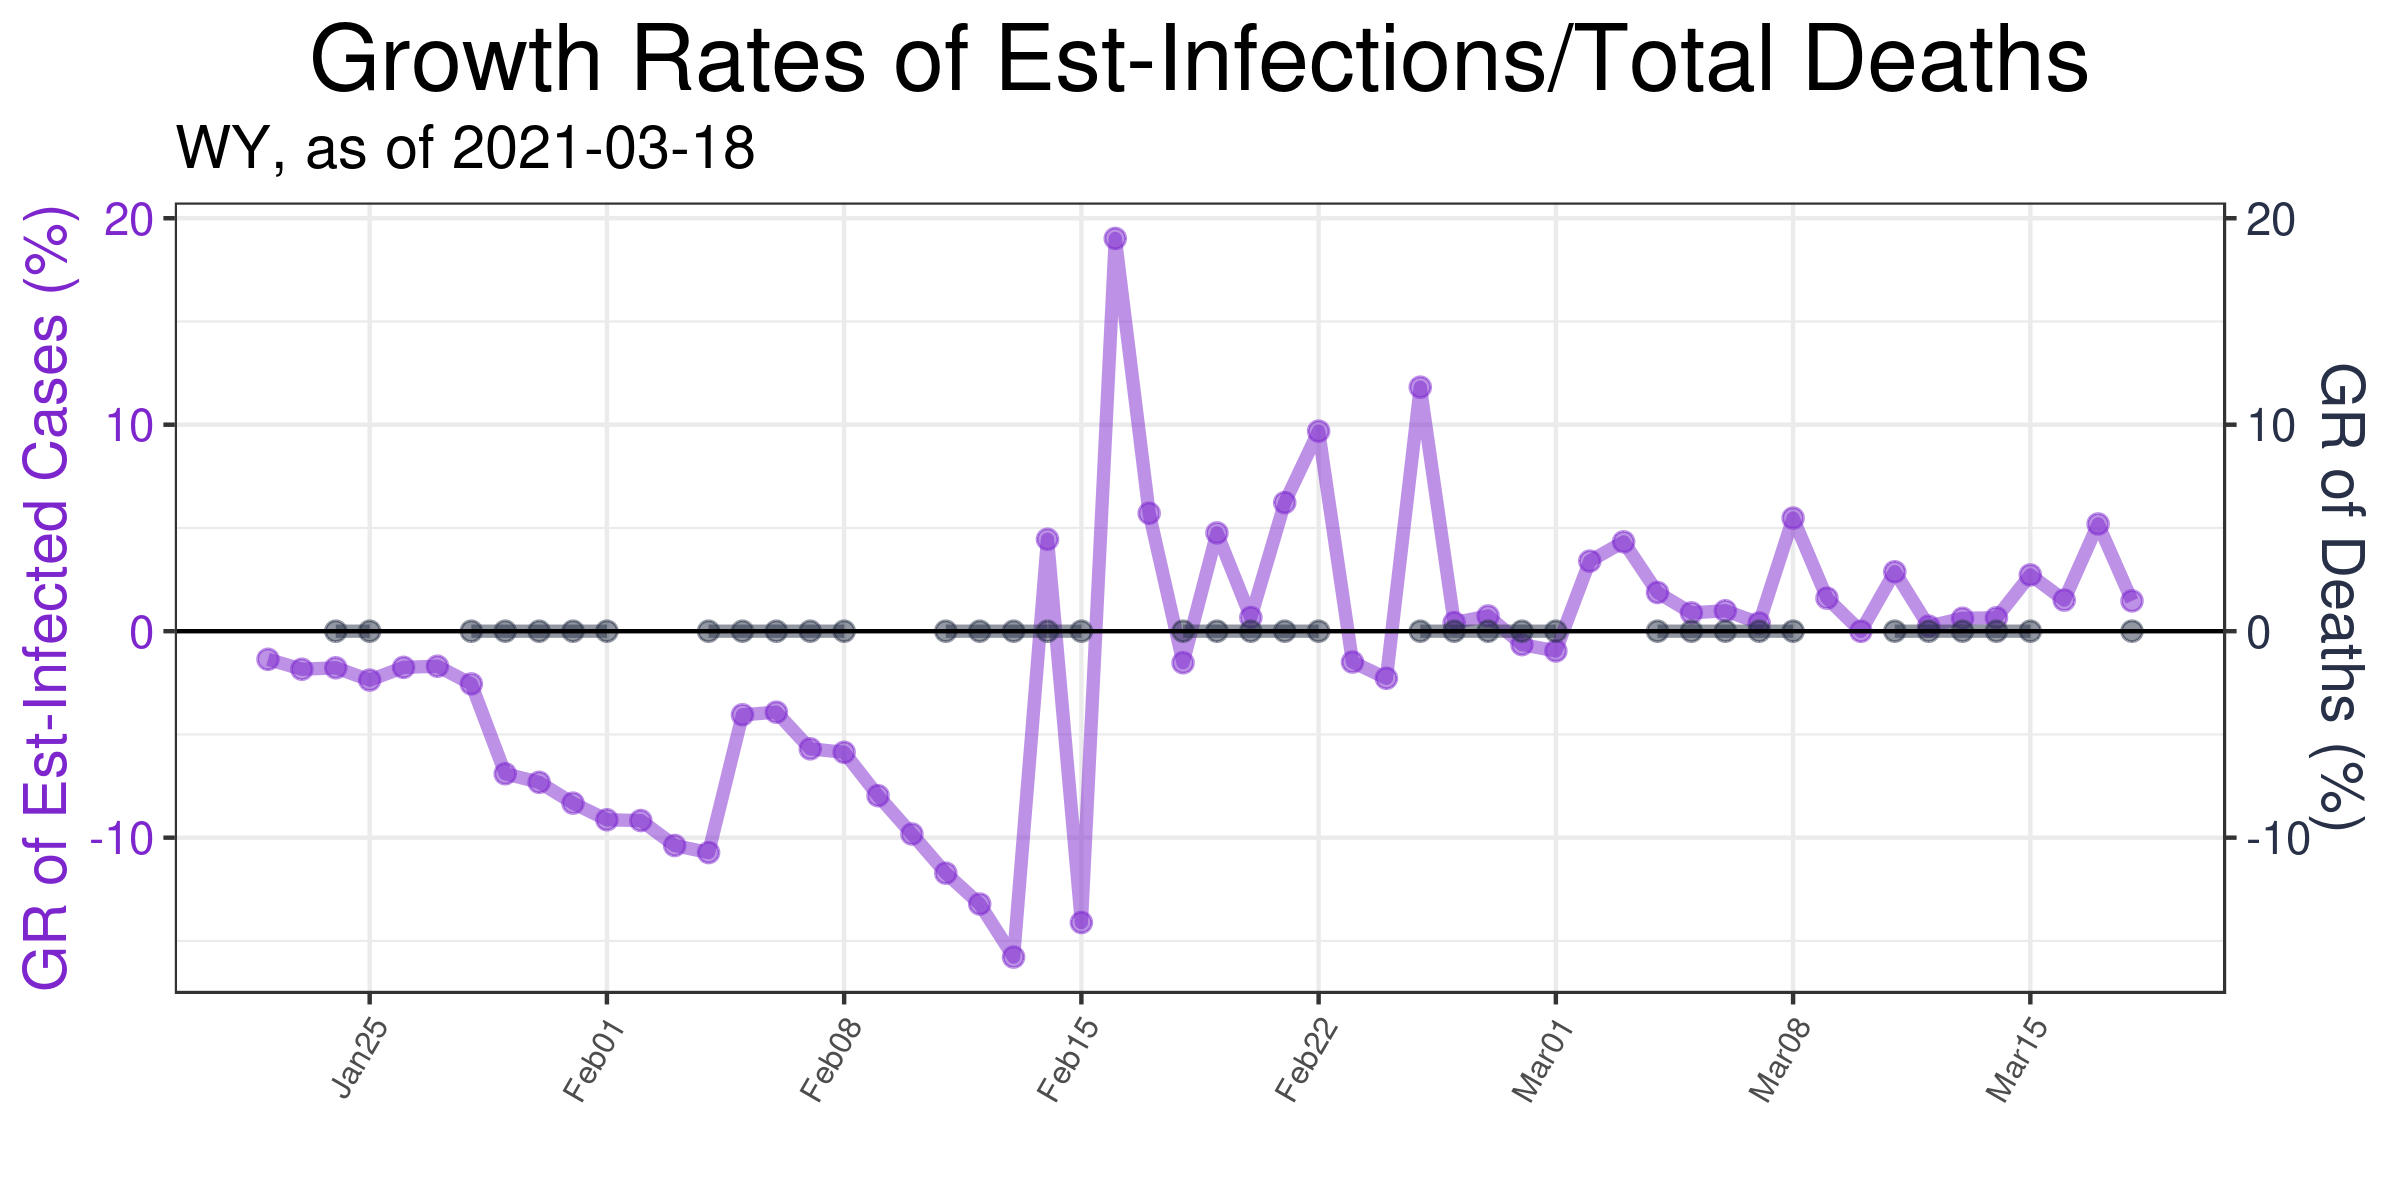 Growth Rates of Est-Infections/Total Deaths
WY, as of 2021-03-18
GR of Est-Infected Cases (%)
20
10
0
-10
20
10
0
-10
GR of Deaths (%)
Jan25
Feb01
Feb08
Feb15
Feb22
Mar01
Mar08
Mar15